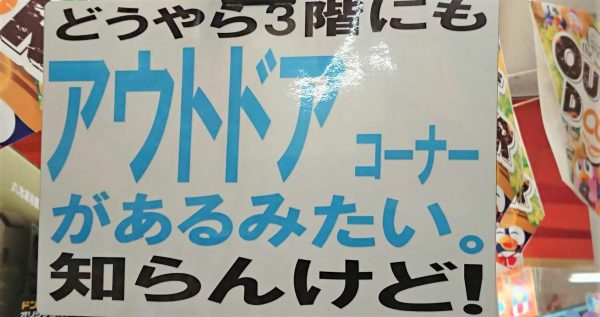 どうやら3階にも
アウトドアコーナー
があるみたい。
知らんけど!